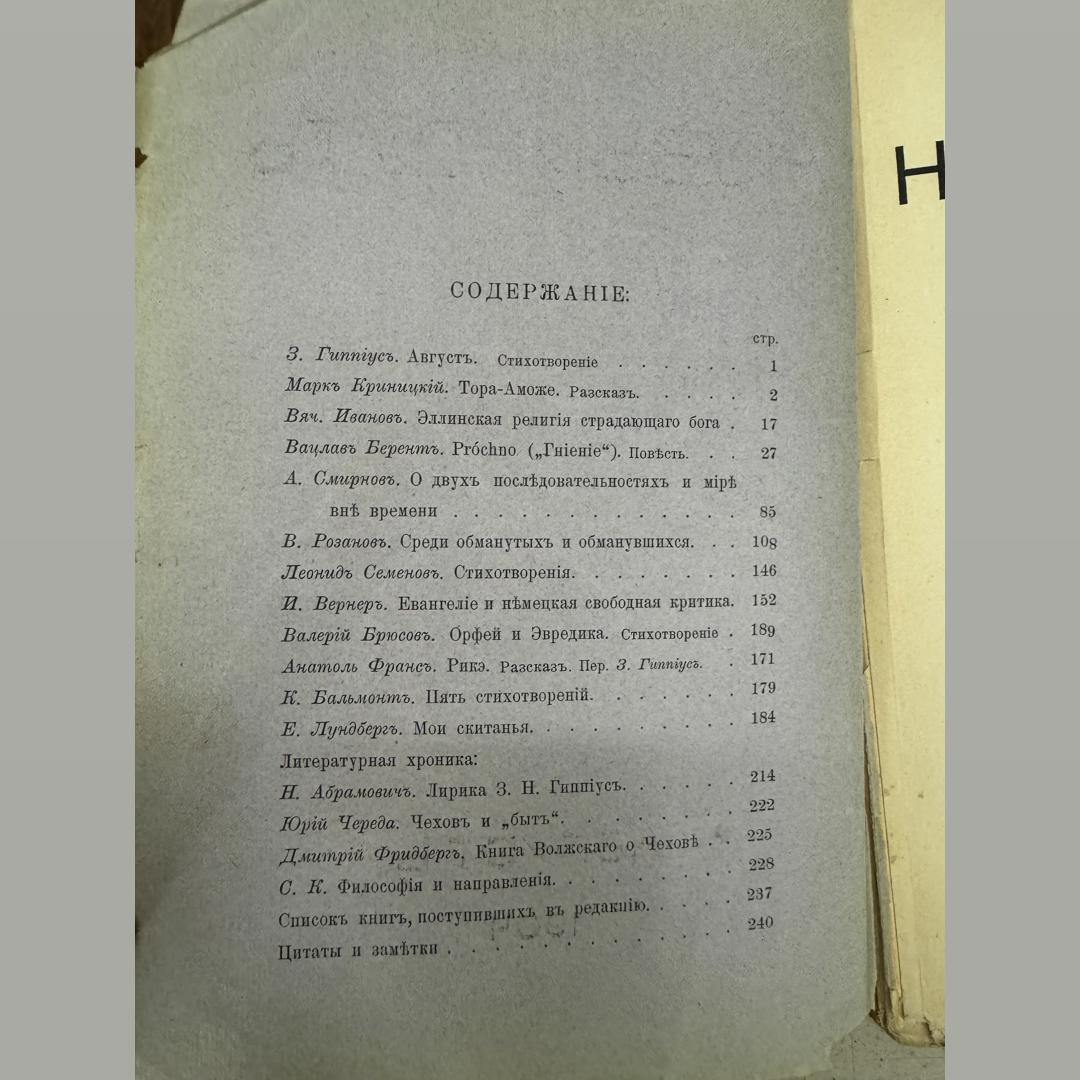 СОДЕРЖАНІЕ:
стр.
З. Гиппіусъ. Августъ. Стихотвореніе . . . . . . 1
Маркъ Криницкій. Тора-Аможе. Разсказъ. . . . . 2
Вяч. Ивановъ. Эллинская религія страдающаго бога . 17
Вацлавъ Берентъ. Próchno („Гніеніе“). Повѣсть. . . 27
А. Смирновъ. О двухъ послѣдовательностяхъ и мірѣ
внѣ времени . . . . . . . . . . . . . 85
В. Розановъ. Среди обманутыхъ и обманувшихся. . . 108
Леонидъ Семеновъ. Стихотворенія. . . . . . . . 146
И. Вернеръ. Евангеліе и нѣмецкая свободная критика. 152
Валерій Брюсовъ. Орфей и Эвредика. Стихотвореніе . 189
Анатоль Франсъ. Рикэ. Разсказъ. Пер. З. Гиппіусъ. . 171
К. Бальмонтъ. Пять стихотвореній. . . . . . . 179
Е. Лундбергъ. Мои скитанья. . . . . . . . . . 184
Литературная хроника:
Н. Абрамовичъ. Лирика З. Н. Гиппіусъ. . . . . . 214
Юрій Череда. Чеховъ и „бытъ“. . . . . . . . 222
Дмитрій Фридбергъ. Книга Волжскаго о Чеховѣ . . 225
С. К. Философія и направленія. . . . . . . . . 228
Списокъ книгъ, поступившихъ въ редакцію. . . . . 237
Цитаты и замѣтки . . . . . . . . . . . . 240
Н